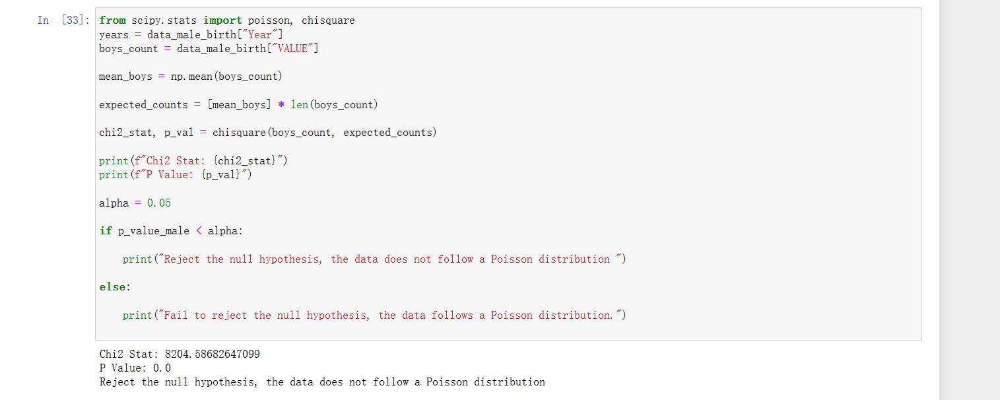 In [33]: from scipy.stats import poisson, chisquare
years = data_male_birth["Year"]
boys_count = data_male_birth["VALUE"]
mean_boys = np.mean(boys_count)
expected_counts = [mean_boys] * len(boys_count)
chi2_stat, p_val = chisquare(boys_count, expected_counts)
print(f"Chi2 Stat: {chi2_stat}")
print(f"P Value: {p_val}")
alpha = 0.05
if p_value_male < alpha:
print("Reject the null hypothesis, the data does not follow a Poisson distribution ")
else:
print("Fail to reject the null hypothesis, the data follows a Poisson distribution.")
Chi2 Stat: 8204.58682647099
P Value: 0.0
Reject the null hypothesis, the data does not follow a Poisson distribution